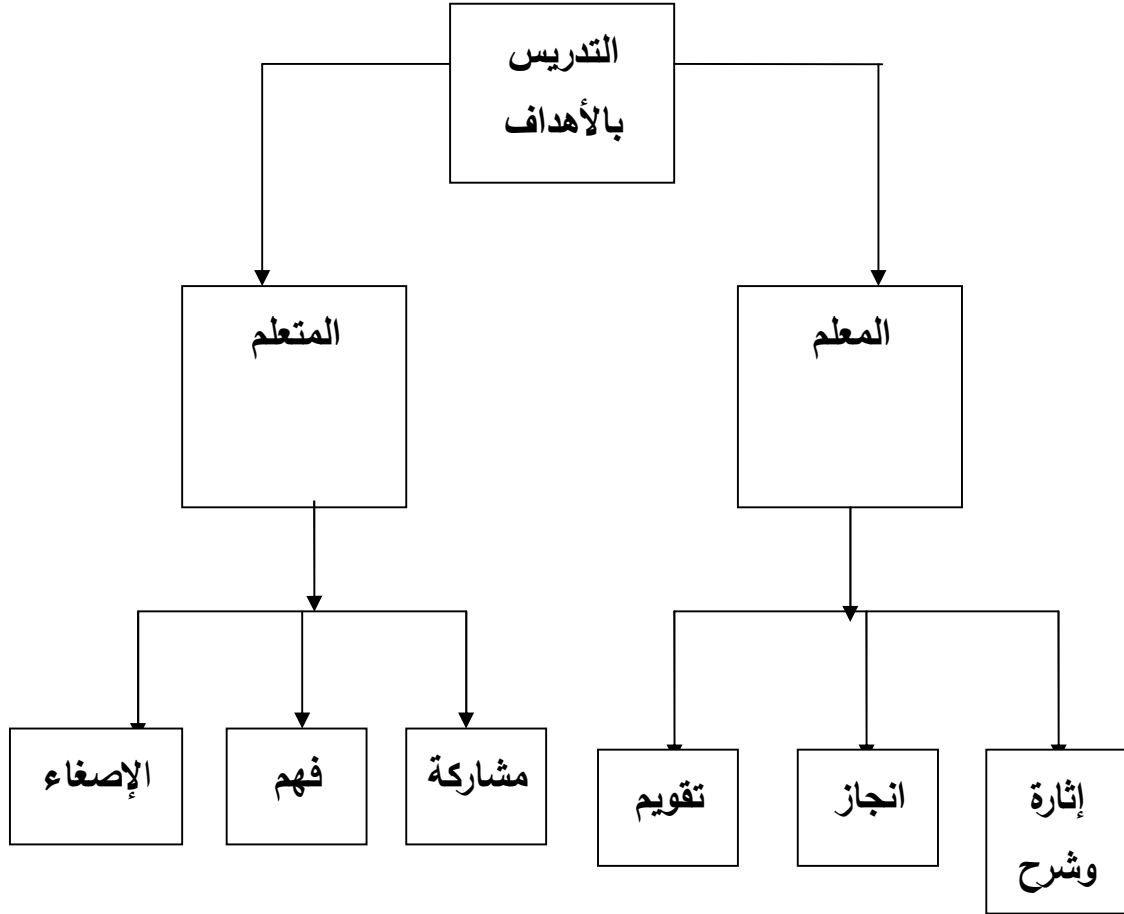 التدريس
بالأهداف
المعلم
المتعلم
إثارة
وشرح
انجاز
تقويم
مشاركة
فهم
الإصغاء